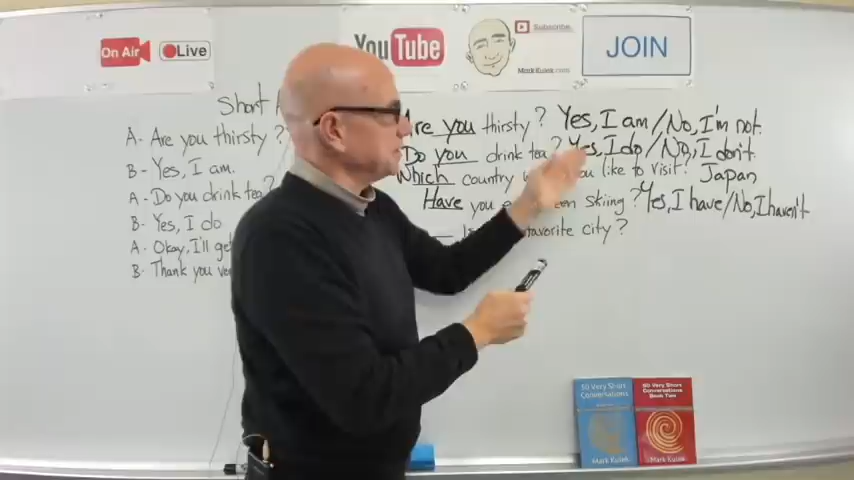 On Air
Live
YouTube
Subscribe
MarkKulek.com
JOIN
Short
A- Are you thirsty?
B- Yes, I am.
A- Do you drink tea?
B- Yes, I do
A. Okay, I'll get
B- Thank you
Are you thirsty? Yes, I am/No, I'm not.
Do you drink tea? Yes, I do/No, I don't.
Which country you like to visit? Japan
Have you skiing? Yes, I have/No, I haven't
favorite city?
50 Very Short
Conversations
Mark Kulek
50 Very Short
Conversations
Book Two
Mark Kulek